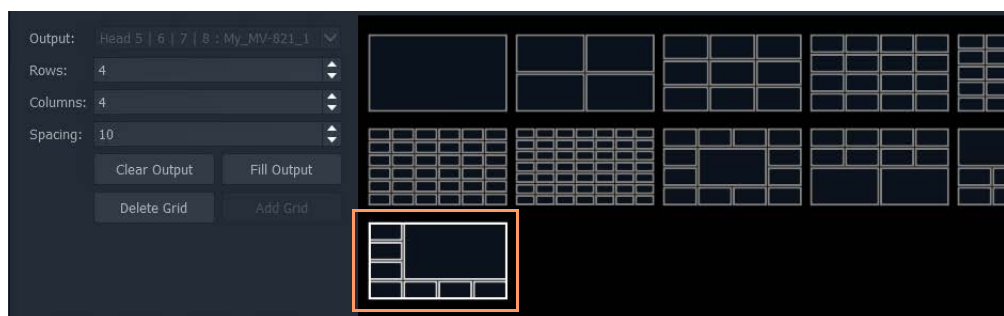 Output: Head 5 | 6 | 7 | 8 : My_MV-821_1
Rows: 4
Columns: 4
Spacing: 10
Clear Output Fill Output
Delete Grid Add Grid